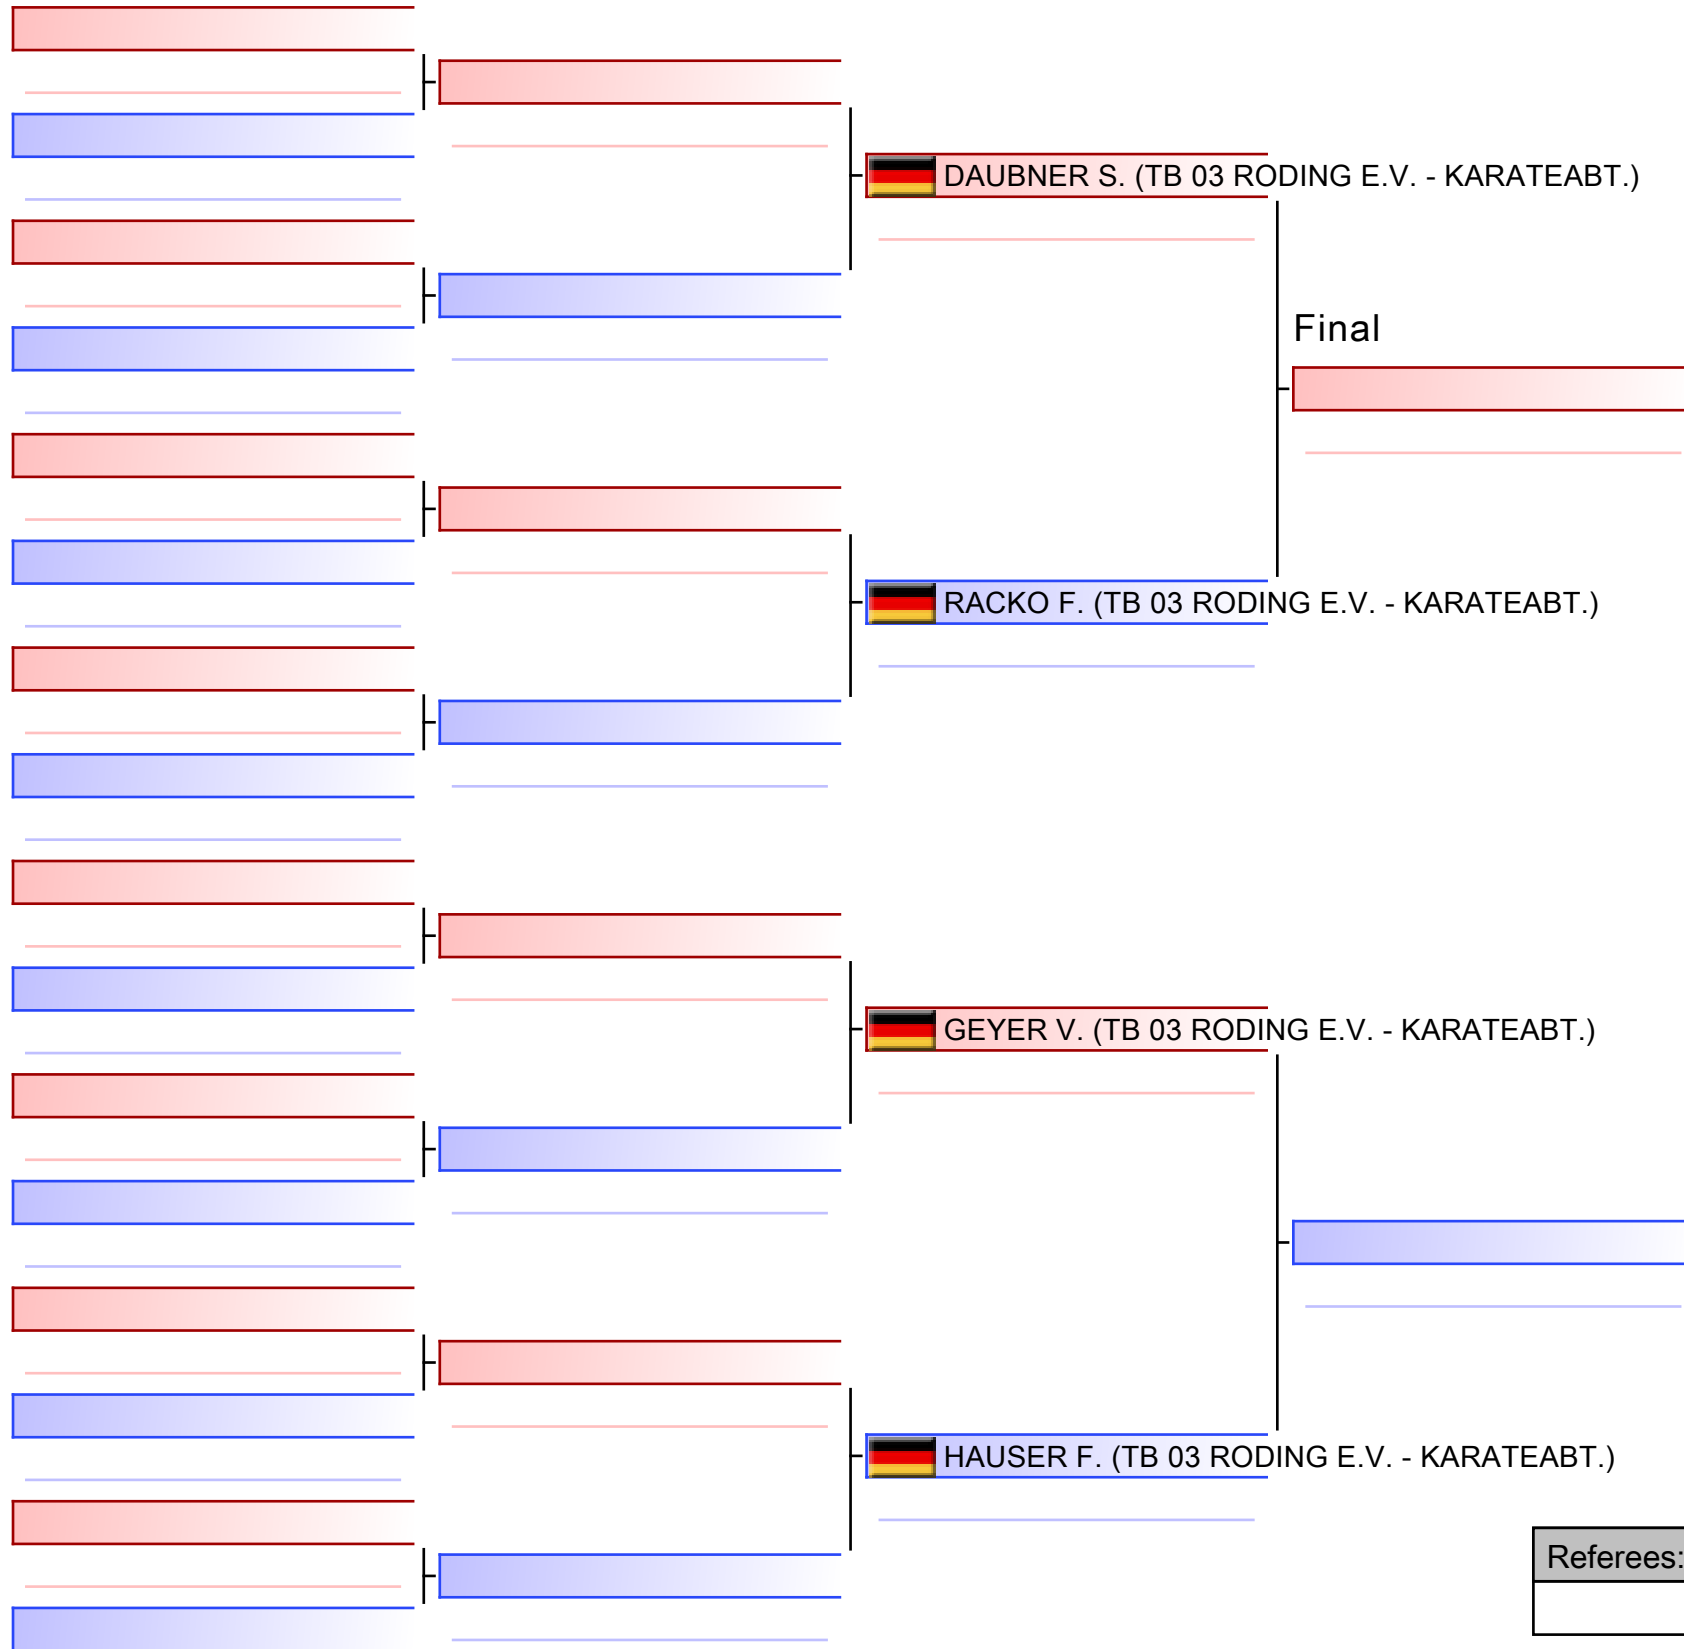 DAUBNER S. (TB 03 RODING E.V. - KARATEABT.)
Final
RACKO F. (TB 03 RODING E.V. - KARATEABT.)
GEYER V. (TB 03 RODING E.V. - KARATEABT.)
HAUSER F. (TB 03 RODING E.V. - KARATEABT.)
Referees: